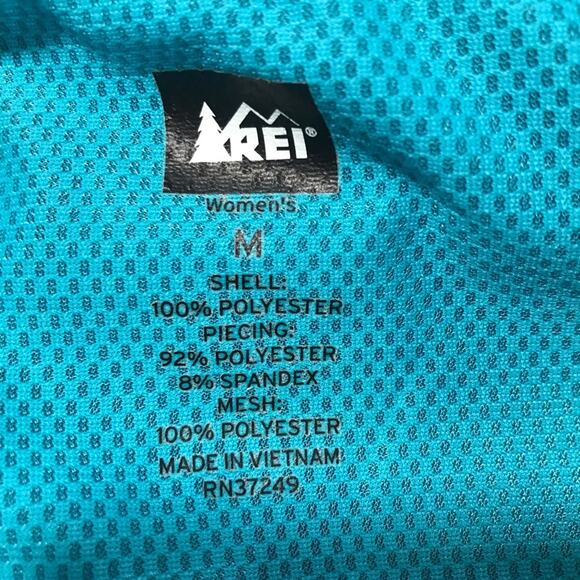 REI®
Women's
M
SHELL:
100% POLYESTER
PIECING:
92% POLYESTER
8% SPANDEX
MESH:
100% POLYESTER
MADE IN VIETNAM
RN37249